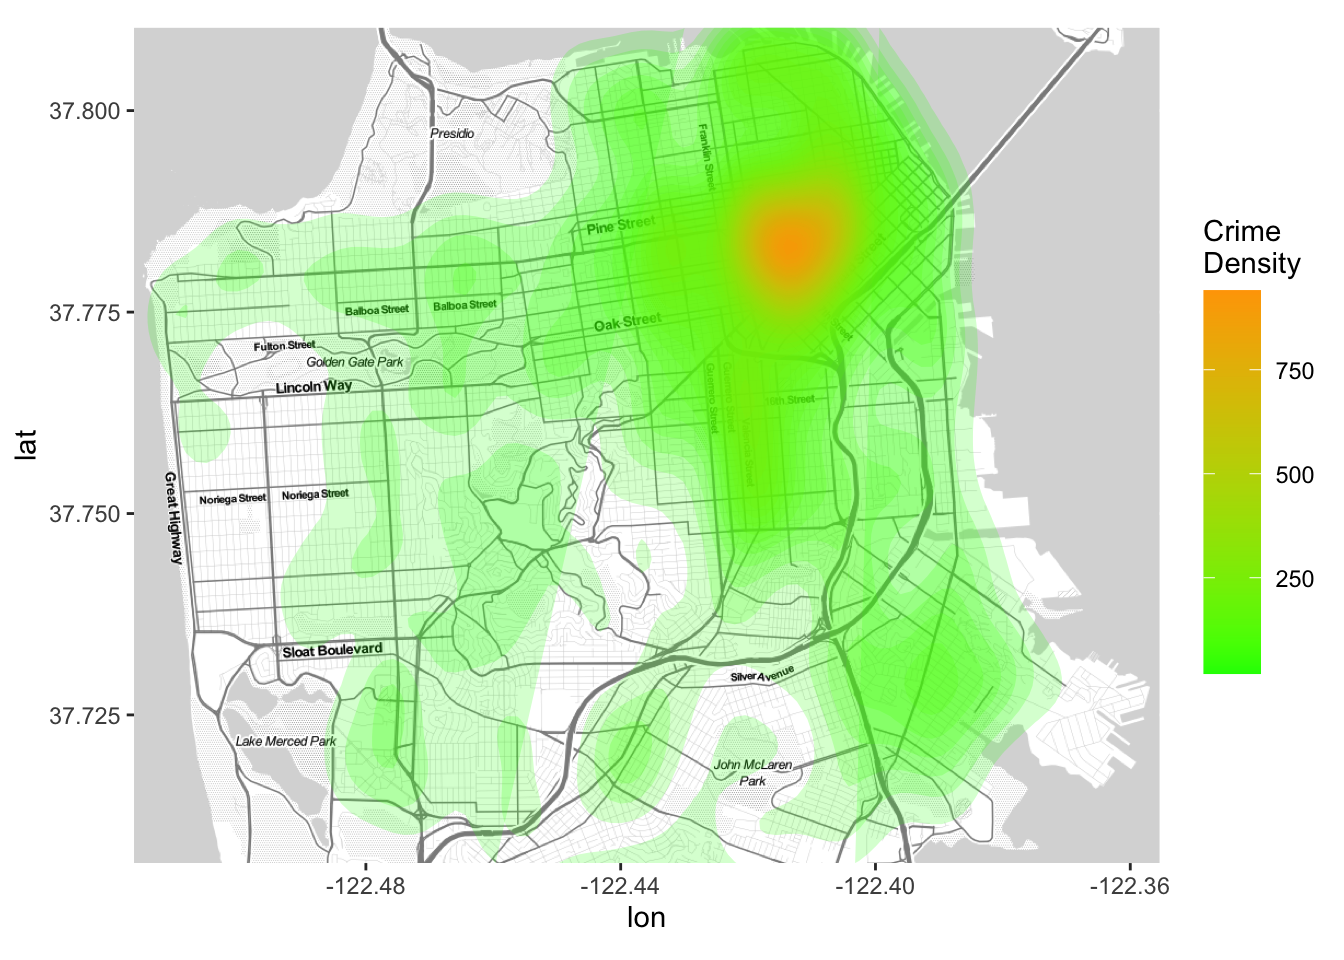 37.800
37.775
37.750
37.725
lat
-122.48
-122.44
-122.40
-122.36
lon
Presidio
Franklin Street
Pine Street
Balboa Street
Balboa Street
Oak Street
Fulton Street
Golden Gate Park
Lincoln Way
16th Street
Guerrero Street
Valencia Street
Great Highway
Noriega Street
Noriega Street
Sloat Boulevard
Silver Avenue
Lake Merced Park
John McLaren
Park
Crime
Density
750
500
250